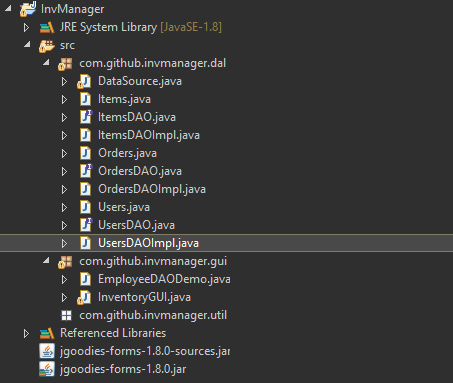 InvManager
JRE System Library [JavaSE-1.8]
src
com.github.invmanager.dal
DataSource.java
Items.java
ItemsDAO.java
ItemsDAOImpl.java
Orders.java
OrdersDAO.java
OrdersDAOImpl.java
Users.java
UsersDAO.java
UsersDAOImpl.java
com.github.invmanager.gui
EmployeeDAODemo.java
InventoryGUI.java
com.github.invmanager.util
Referenced Libraries
jgoodies-forms-1.8.0-sources.jar
jgoodies-forms-1.8.0.jar